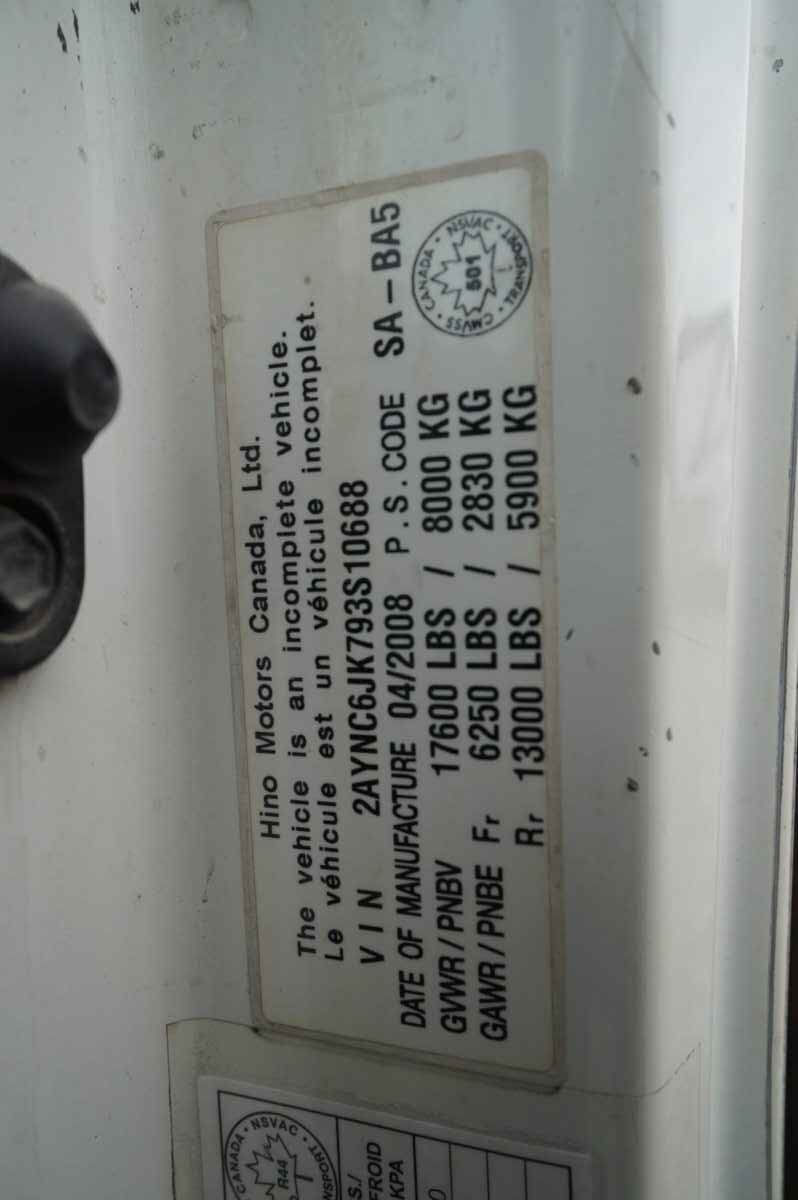 Hino Motors Canada, Ltd.
The vehicle is an incomplete vehicle.
Le véhicule est un véhicule incomplet.
VIN 2AYNC6JK793S10688
DATE OF MANUFACTURE 04/2008 P.S.CODE SA-BA5
GVWR/PNBV 17600 LBS / 8000 KG
GAWR/PNBE Fr 6250 LBS / 2830 KG
Rr 13000 LBS / 5900 KG
CANADA · NSVAC · TRANSPORT · CMVSS ·
501
CANADA · NSVAC
R44
S./
FROID
KPA